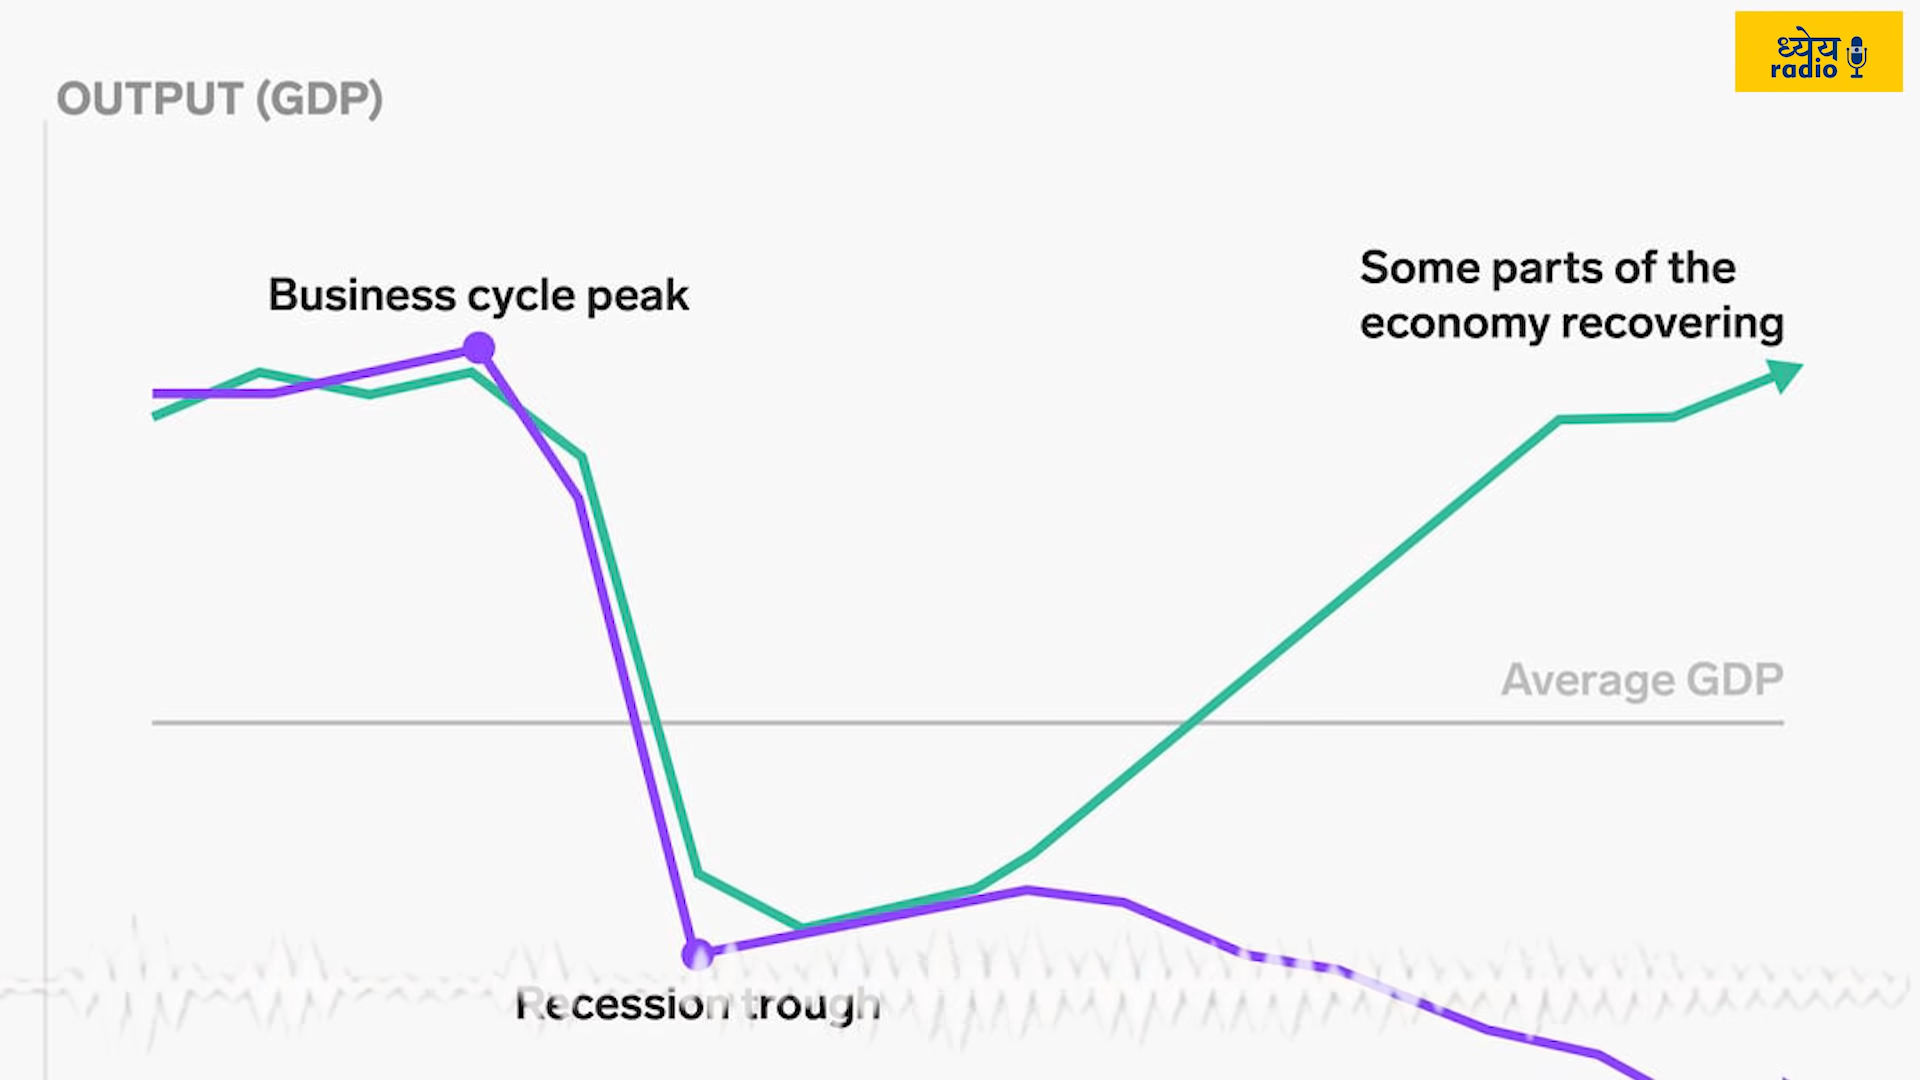 ध्येय
radio
OUTPUT (GDP)
Business cycle peak
Some parts of the
economy recovering
Average GDP
Recession trough